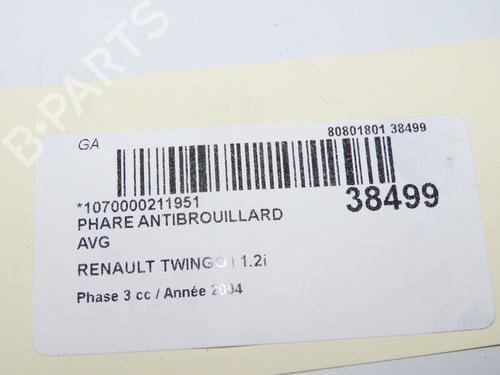 B-PARTS
GA
80801801 38499
*1070000211951
38499
PHARE ANTIBROUILLARD
AVG
RENAULT TWINGO I 1.2i
Phase 3 cc / Année 2004